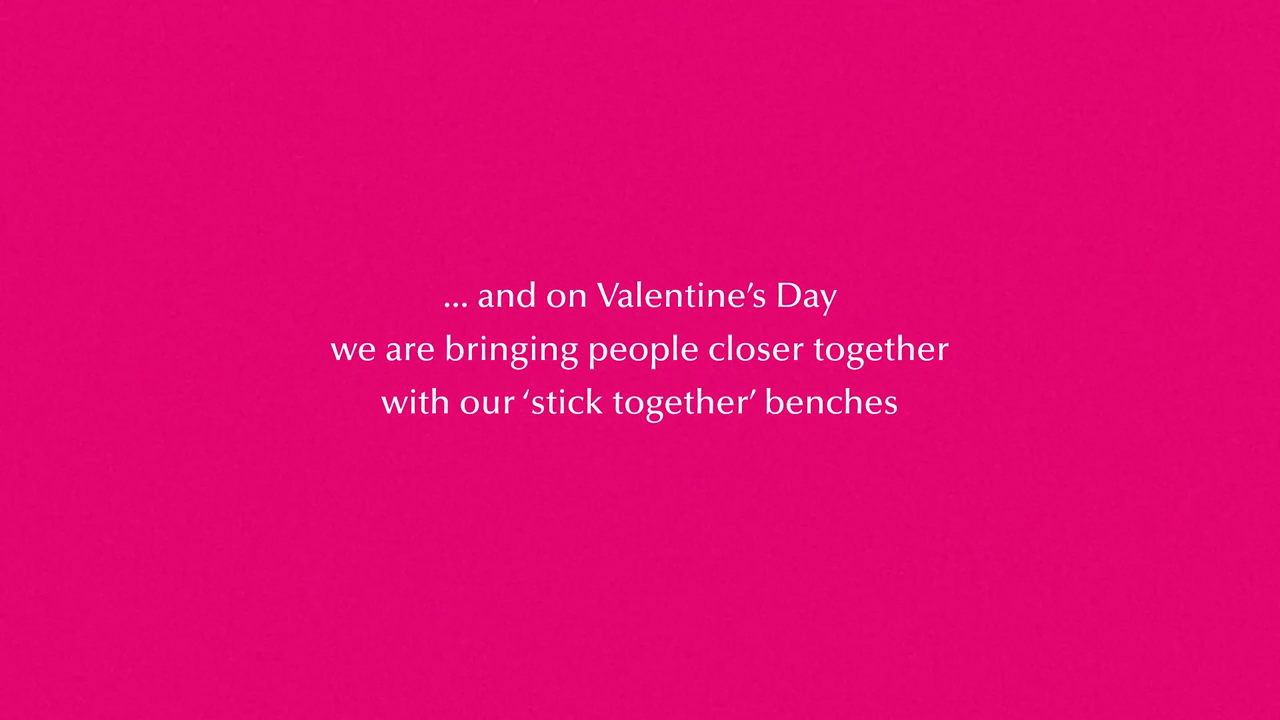 ... and on Valentine’s Day
we are bringing people closer together
with our ‘stick together’ benches